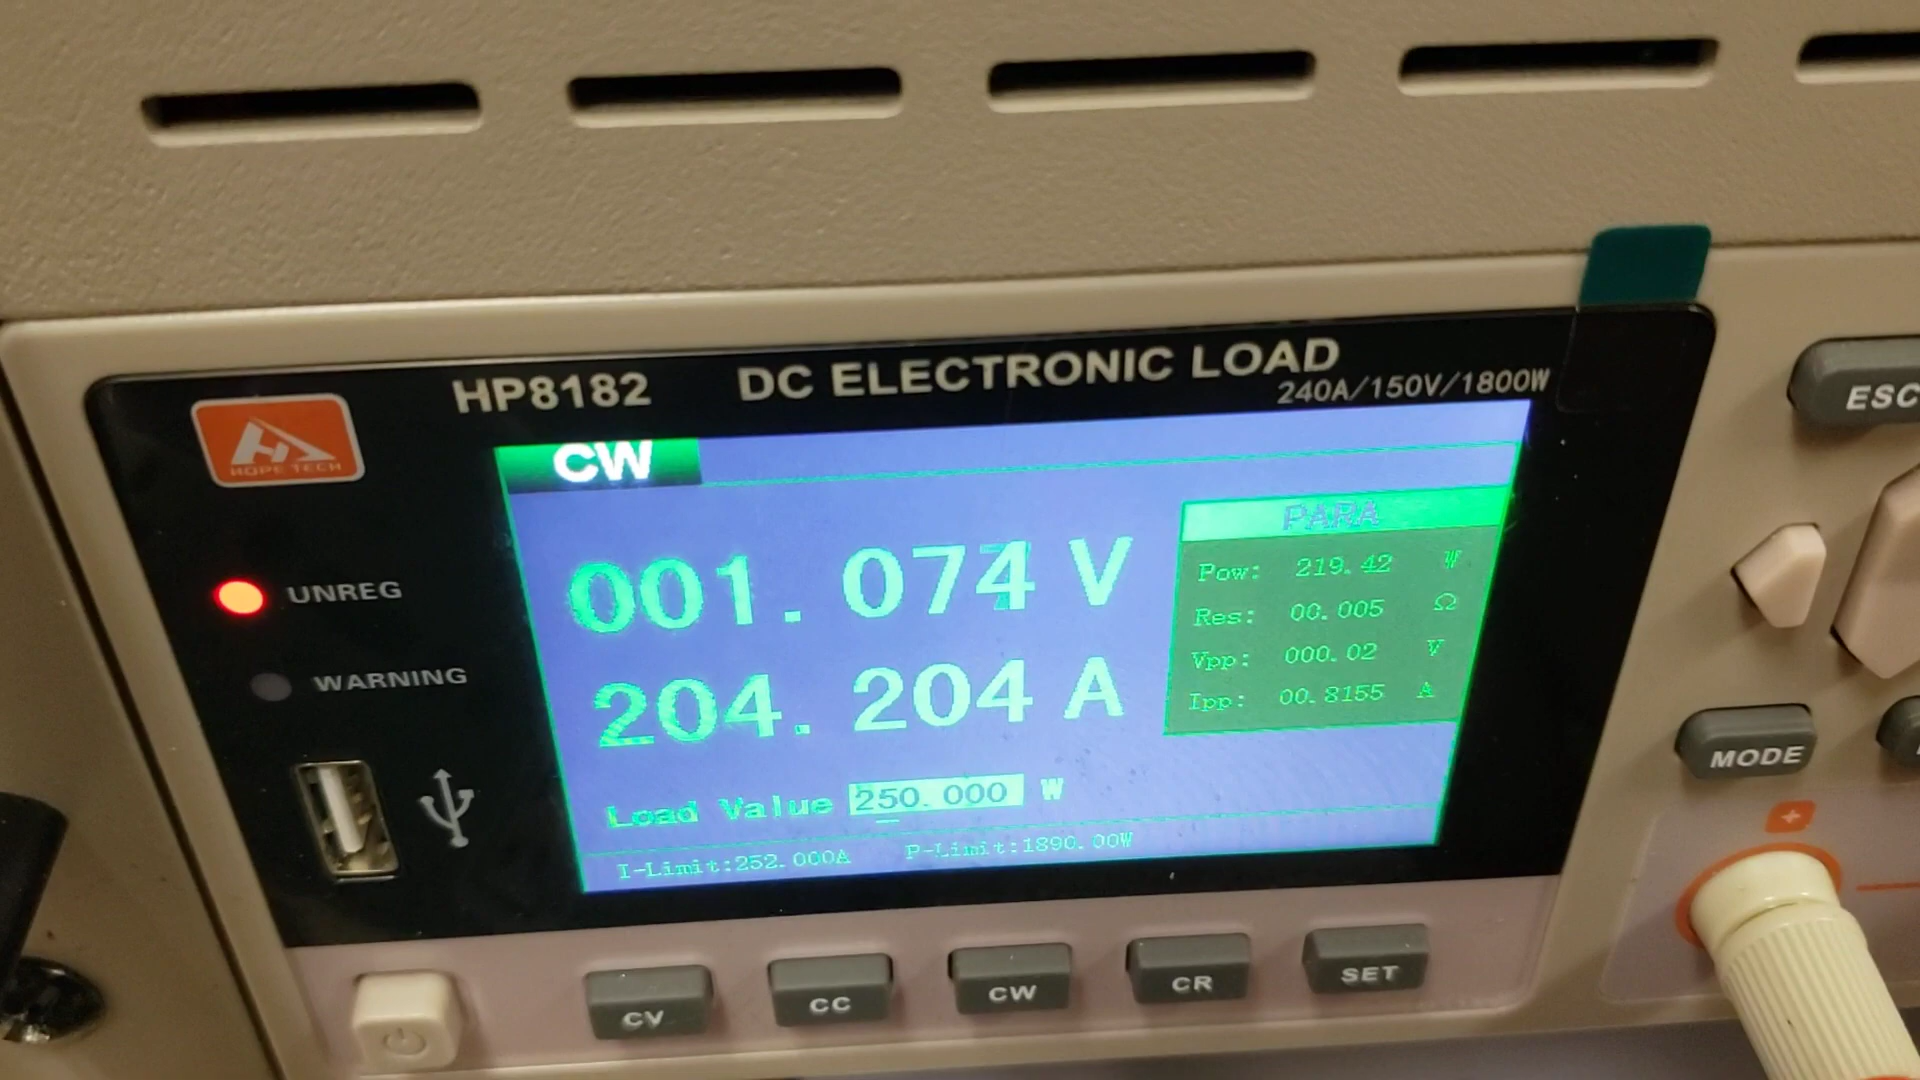 HP8182 DC ELECTRONIC LOAD
240A/150V/1800W
HOPE TECH
CW
ESC
PARA
001.074 V
Pow: 219.42 W
UNREG
Res: 00.005 Ω
204.204 A
Vpp: 000.02 V
WARNING
Ipp: 00.8155 A
MODE
Load Value 250.000 W
I-Limit:252.000A P-Limit:1890.00W
+
CV CC CW CR SET